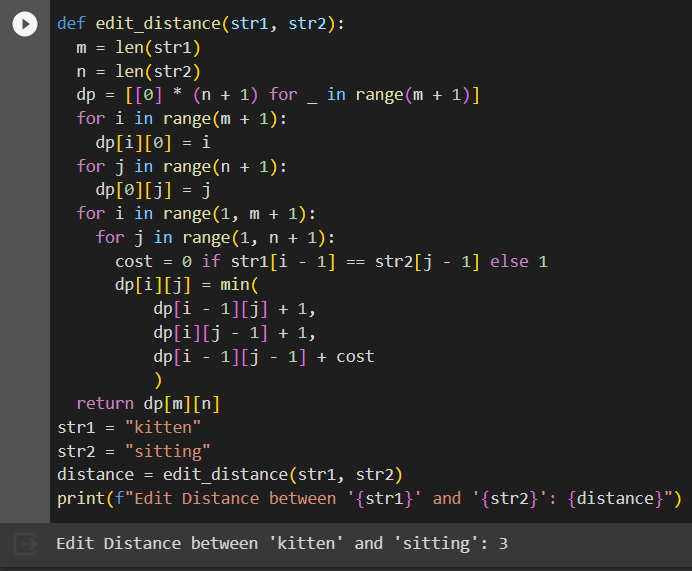 def edit_distance(str1, str2):
  m = len(str1)
  n = len(str2)
  dp = [[0] * (n + 1) for _ in range(m + 1)]
  for i in range(m + 1):
    dp[i][0] = i
  for j in range(n + 1):
    dp[0][j] = j
  for i in range(1, m + 1):
    for j in range(1, n + 1):
      cost = 0 if str1[i - 1] == str2[j - 1] else 1
      dp[i][j] = min(
          dp[i - 1][j] + 1,
          dp[i][j - 1] + 1,
          dp[i - 1][j - 1] + cost
          )
  return dp[m][n]
str1 = "kitten"
str2 = "sitting"
distance = edit_distance(str1, str2)
print(f"Edit Distance between '{str1}' and '{str2}': {distance}")
Edit Distance between 'kitten' and 'sitting': 3